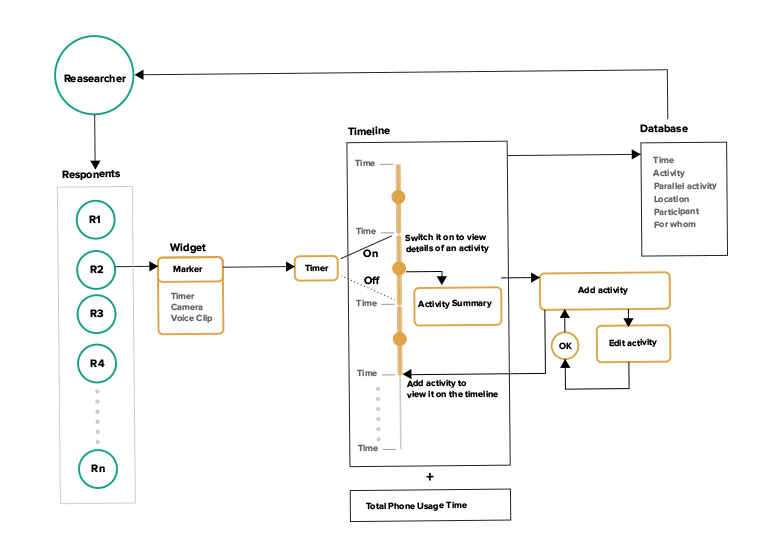 Reasearcher
Responents
R1
R2
R3
R4
Rn
Widget
Marker
Timer
Camera
Voice Clip
Timer
On
Off
Timeline
Time
Time
Time
Time
Time
Switch it on to view
details of an activity
Activity Summary
Add activity to
view it on the timeline
+
Total Phone Usage Time
Add activity
Edit activity
OK
Database
Time
Activity
Parallel activity
Location
Participant
For whom